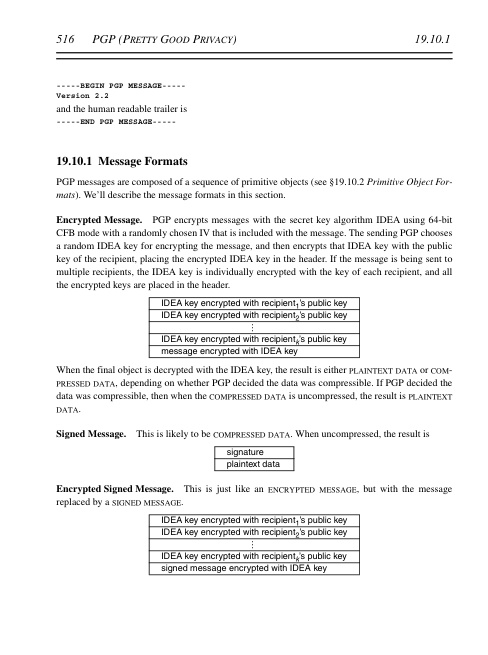 516 PGP (PRETTY GOOD PRIVACY) 19.10.1
-----BEGIN PGP MESSAGE-----
Version 2.2
and the human readable trailer is
-----END PGP MESSAGE-----
19.10.1 Message Formats
PGP messages are composed of a sequence of primitive objects (see §19.10.2 Primitive Object For-
mats). We'll describe the message formats in this section.
Encrypted Message. PGP encrypts messages with the secret key algorithm IDEA using 64-bit
CFB mode with a randomly chosen IV that is included with the message. The sending PGP chooses
a random IDEA key for encrypting the message, and then encrypts that IDEA key with the public
key of the recipient, placing the encrypted IDEA key in the header. If the message is being sent to
multiple recipients, the IDEA key is individually encrypted with the key of each recipient, and all
the encrypted keys are placed in the header.
IDEA key encrypted with recipient1's public key
IDEA key encrypted with recipient2's public key
⋮
IDEA key encrypted with recipientk's public key
message encrypted with IDEA key
When the final object is decrypted with the IDEA key, the result is either PLAINTEXT DATA or COM-
PRESSED DATA, depending on whether PGP decided the data was compressible. If PGP decided the
data was compressible, then when the COMPRESSED DATA is uncompressed, the result is PLAINTEXT
DATA.
Signed Message. This is likely to be COMPRESSED DATA. When uncompressed, the result is
signature
plaintext data
Encrypted Signed Message. This is just like an ENCRYPTED MESSAGE, but with the message
replaced by a SIGNED MESSAGE.
IDEA key encrypted with recipient1's public key
IDEA key encrypted with recipient2's public key
⋮
IDEA key encrypted with recipientk's public key
signed message encrypted with IDEA key